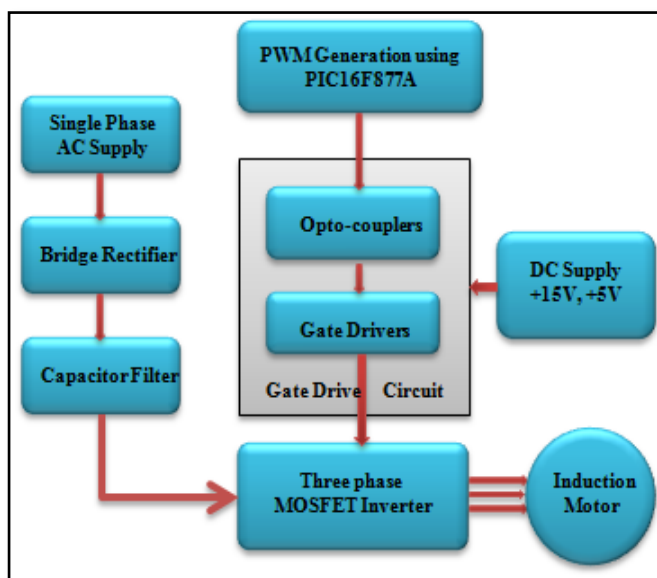 PWM Generation using
PIC16F877A
Single Phase
AC Supply
Opto-couplers
Bridge Rectifier
DC Supply
+15V, +5V
Gate Drivers
Capacitor Filter
Gate Drive Circuit
Three phase
MOSFET Inverter
Induction
Motor